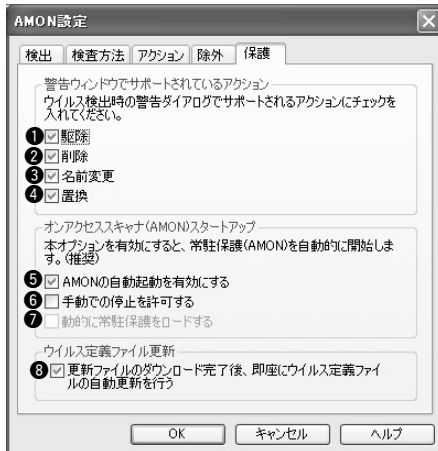 AMON設定
検出 検査方法 アクション 除外 保護
警告ウィンドウでサポートされているアクション
ウイルス検出時の警告ダイアログでサポートされるアクションにチェックを
入れてください。
❶ 駆除
❷ 削除
❸ 名前変更
❹ 置換
オンアクセススキャナ(AMON)スタートアップ
本オプションを有効にすると、常駐保護(AMON)を自動的に開始しま
す。(推奨)
❺ AMONの自動起動を有効にする
❻ 手動での停止を許可する
❼ 動的に常駐保護をロードする
ウイルス定義ファイル更新
❽ 更新ファイルのダウンロード完了後、即座にウイルス定義ファイ
ルの自動更新を行う
OK キャンセル ヘルプ